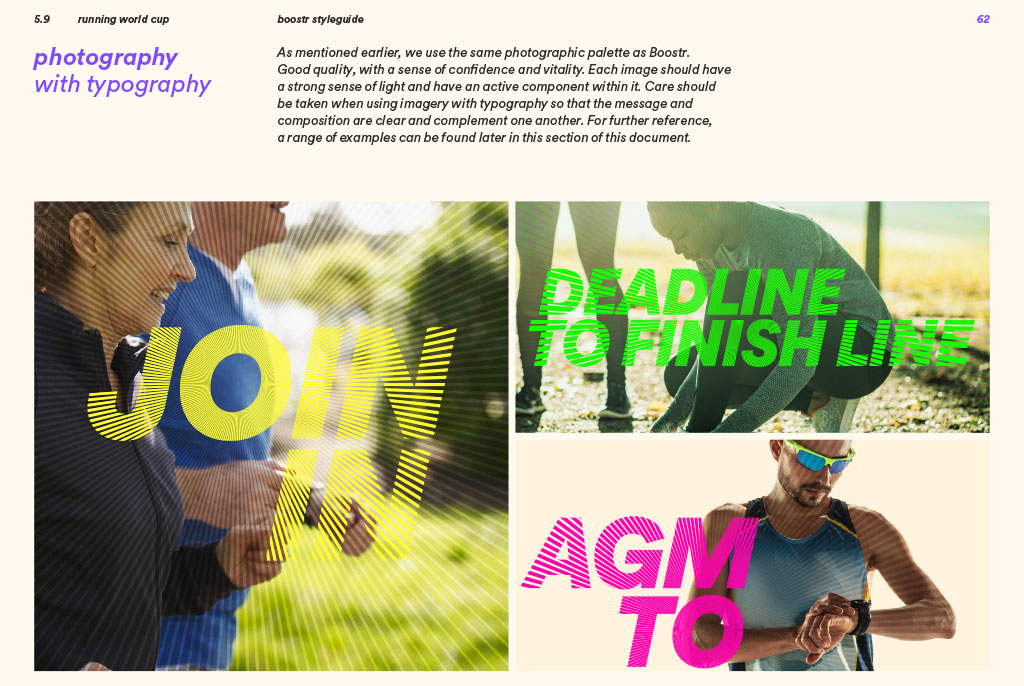 5.9 running world cup boostr styleguide 62
photography
with typography
As mentioned earlier, we use the same photographic palette as Boostr.
Good quality, with a sense of confidence and vitality. Each image should have
a strong sense of light and have an active component within it. Care should
be taken when using imagery with typography so that the message and
composition are clear and complement one another. For further reference,
a range of examples can be found later in this section of this document.
JOIN
IN
DEADLINE
TO FINISH LINE
AGM
TO